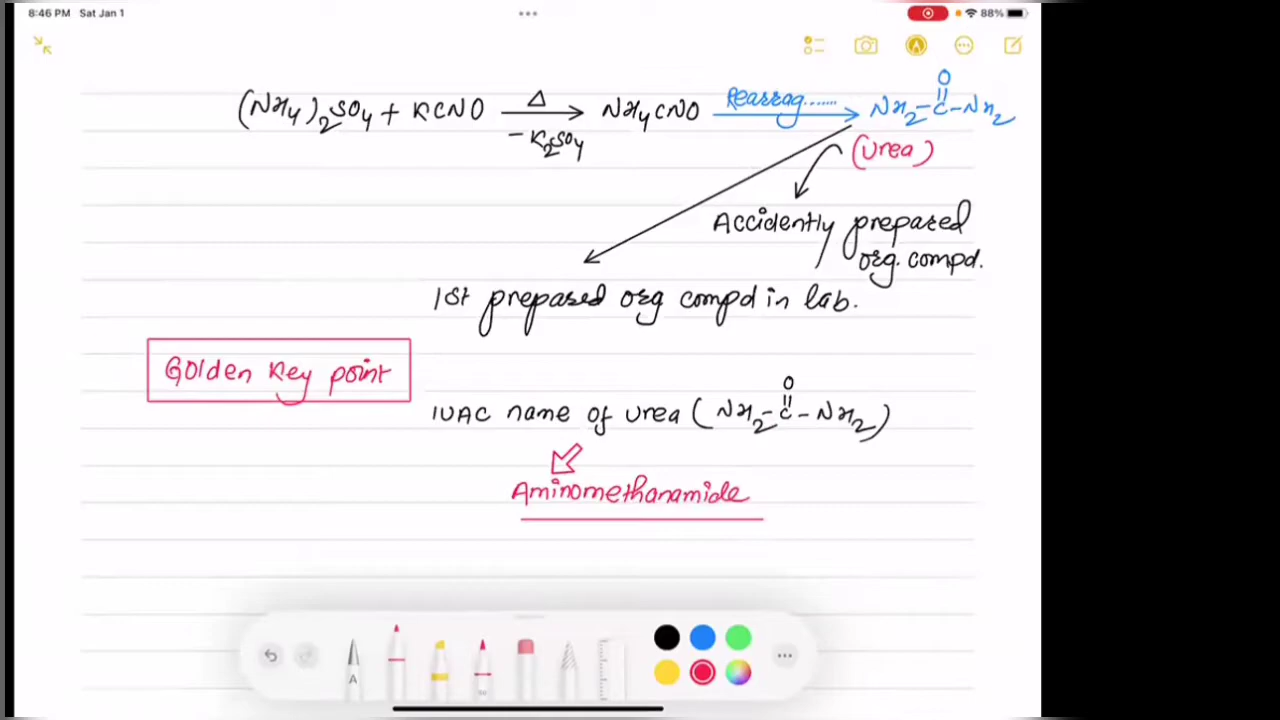 8:46 PM Sat Jan 1
88%
(NH4)2SO4 + KCNO Δ → - K2SO4 NH4CNO Rearrag...... → NH2-C-NH2
O
(Urea)
Accidently prepared
org. compd.
1st prepared org compd in lab.
Golden Key point
IUAC name of urea (NH2-C-NH2)
O
Aminomethanamide
A
50